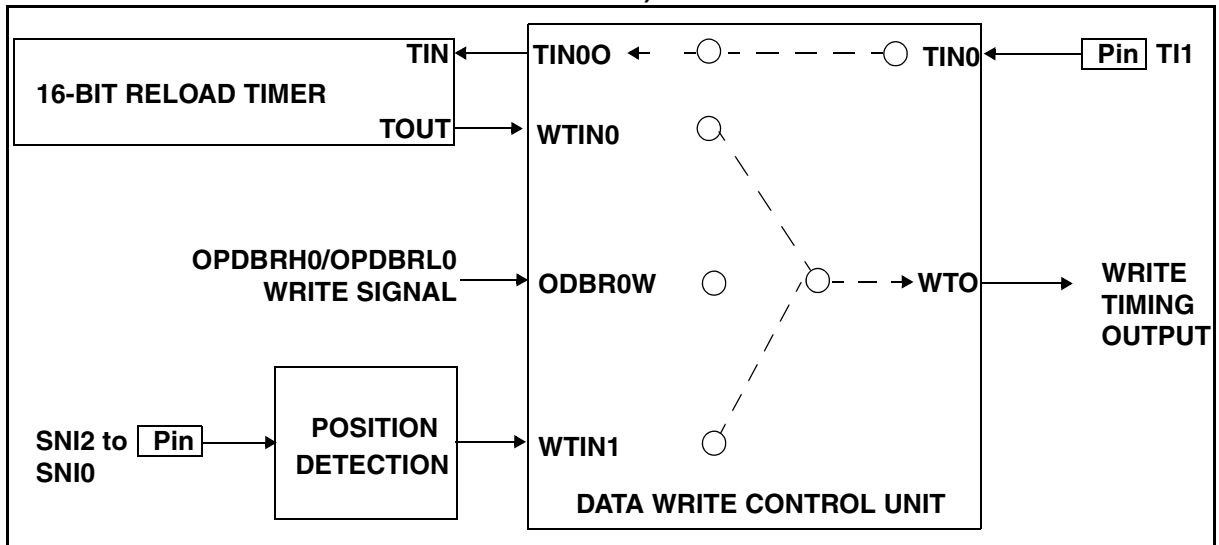 TIN
TIN0O
TIN0
Pin TI1
16-BIT RELOAD TIMER
TOUT
WTIN0
OPDBRH0/OPDBRL0
WRITE SIGNAL
ODBR0W
WTO
WRITE
TIMING
OUTPUT
SNI2 to Pin
SNI0
POSITION
DETECTION
WTIN1
DATA WRITE CONTROL UNIT